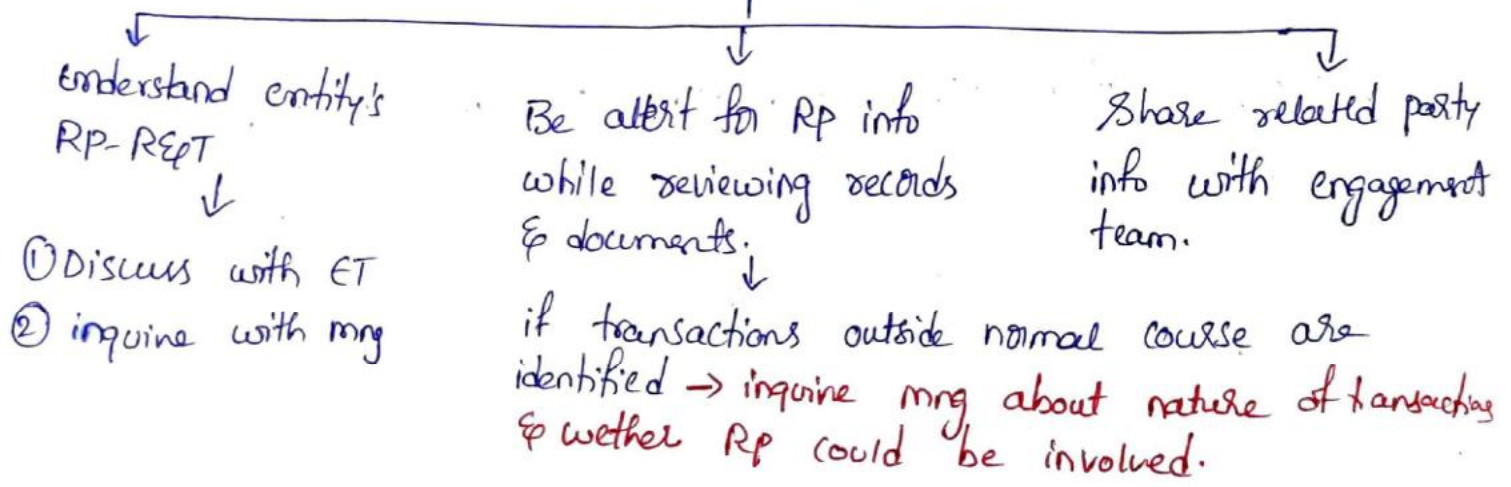 Understand entity's
RP-R&T
① Discuss with ET
② inquire with mng
Be alert for RP info
while reviewing records
& documents.
if transactions outside normal course are
identified → inquire mng about nature of transactions
& wether RP could be involved.
Share related party
info with engagement
team.